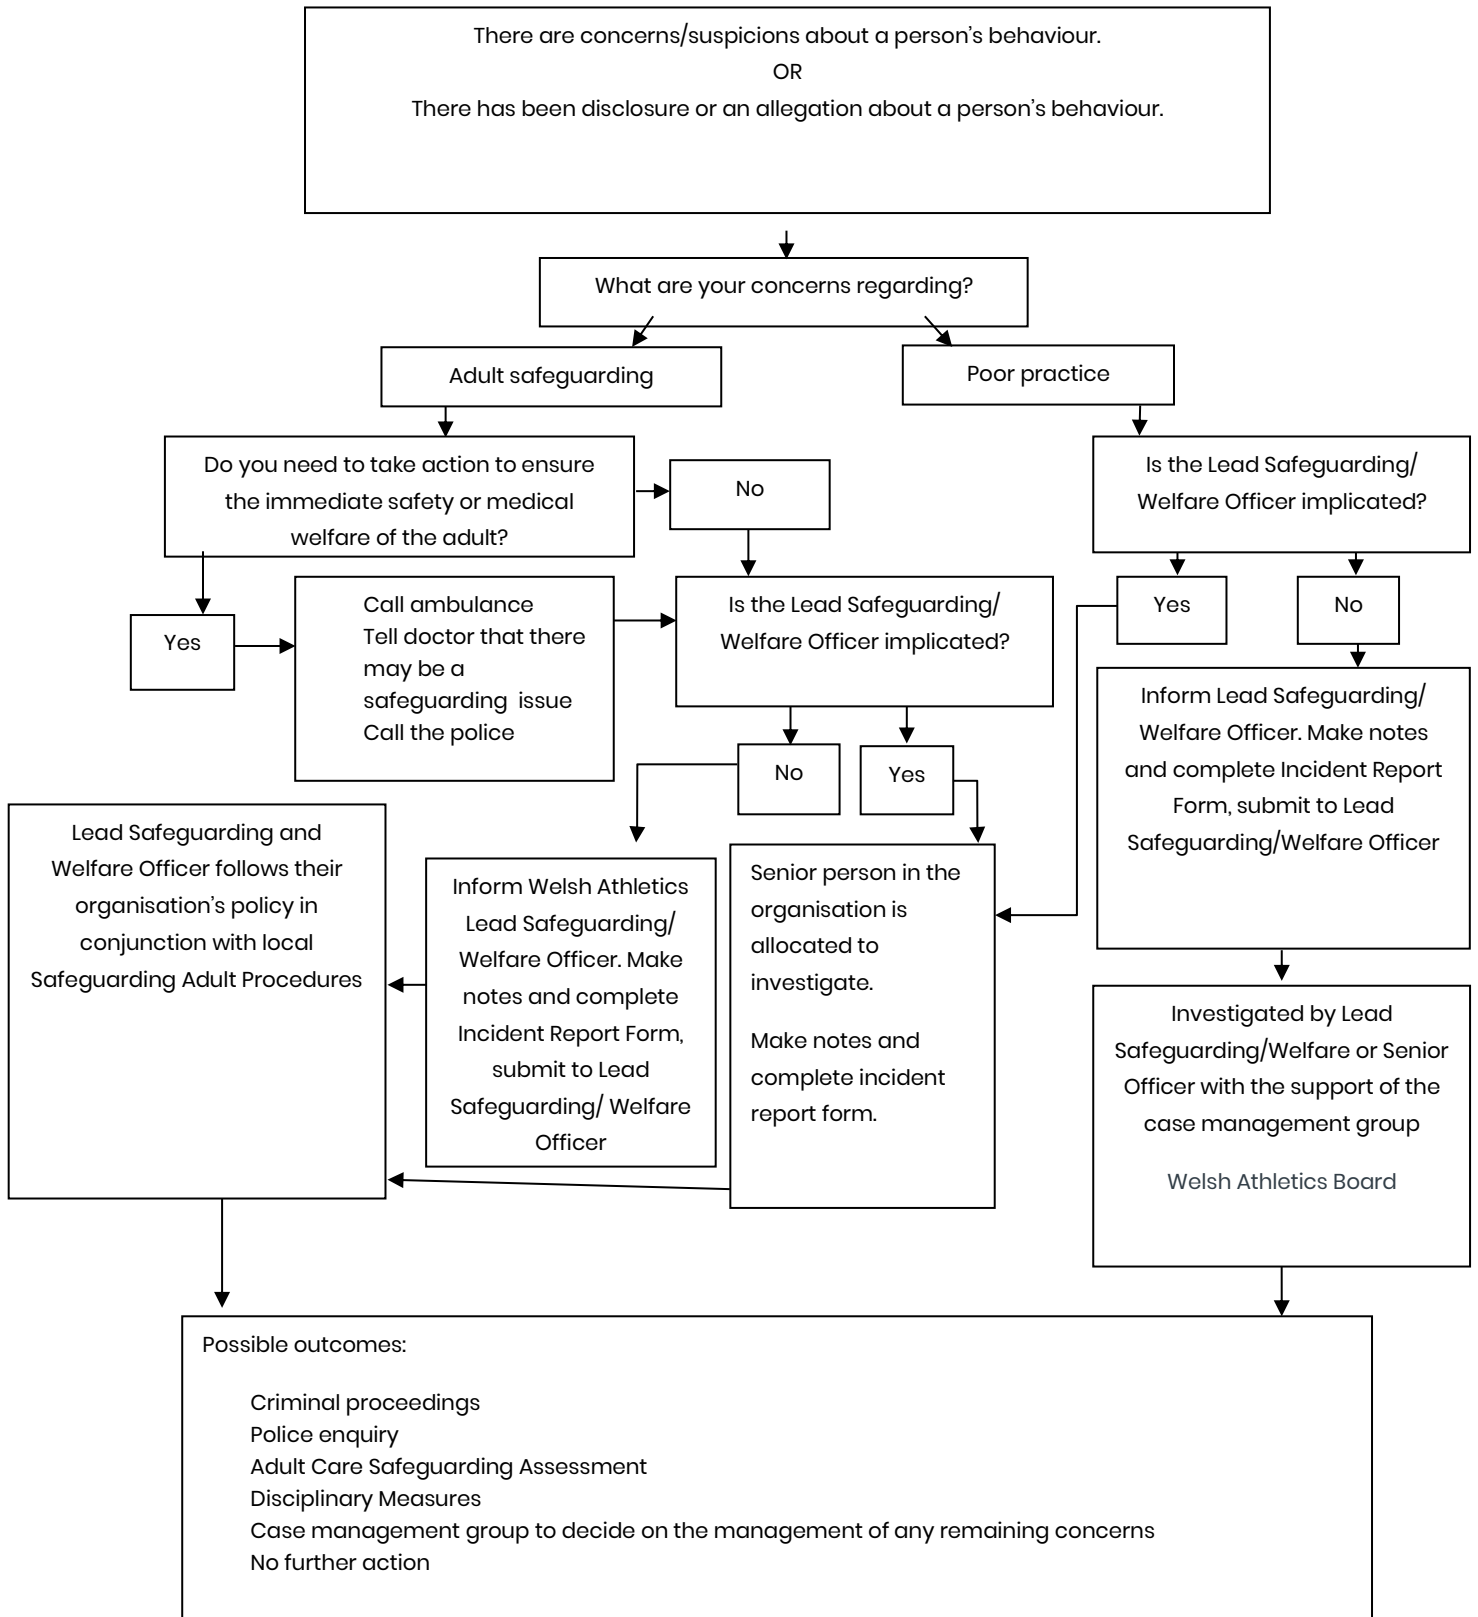 There are concerns/suspicions about a person’s behaviour.
OR
There has been disclosure or an allegation about a person’s behaviour.
What are your concerns regarding?
Adult safeguarding
Poor practice
Do you need to take action to ensure
the immediate safety or medical
welfare of the adult?
No
Is the Lead Safeguarding/
Welfare Officer implicated?
Yes
Call ambulance
Tell doctor that there
may be a
safeguarding issue
Call the police
Is the Lead Safeguarding/
Welfare Officer implicated?
Yes
No
No
Yes
Inform Lead Safeguarding/
Welfare Officer. Make notes
and complete Incident Report
Form, submit to Lead
Safeguarding/Welfare Officer
Lead Safeguarding and
Welfare Officer follows their
organisation’s policy in
conjunction with local
Safeguarding Adult Procedures
Inform Welsh Athletics
Lead Safeguarding/
Welfare Officer. Make
notes and complete
Incident Report Form,
submit to Lead
Safeguarding/ Welfare
Officer
Senior person in the
organisation is
allocated to
investigate.
Make notes and
complete incident
report form.
Investigated by Lead
Safeguarding/Welfare or Senior
Officer with the support of the
case management group
Welsh Athletics Board
Possible outcomes:
Criminal proceedings
Police enquiry
Adult Care Safeguarding Assessment
Disciplinary Measures
Case management group to decide on the management of any remaining concerns
No further action